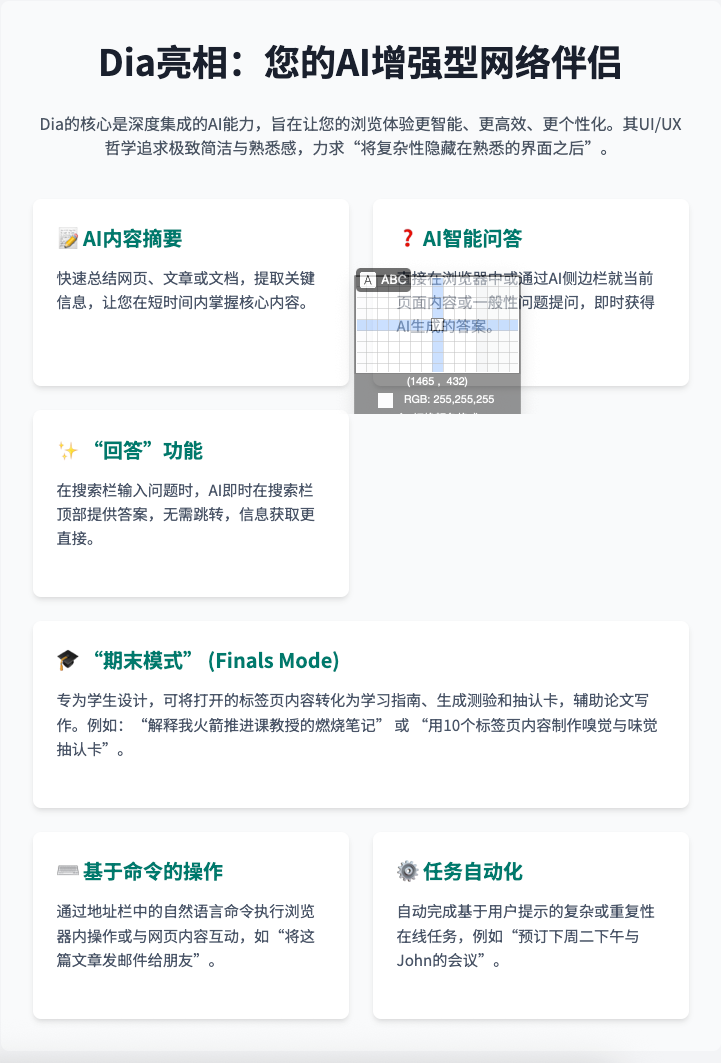 Dia亮相：您的AI增强型网络伴侣
Dia的核心是深度集成的AI能力，旨在让您的浏览体验更智能、更高效、更个性化。其UI/UX
哲学追求极致简洁与熟悉感，力求“将复杂性隐藏在熟悉的界面之后”。
📝 AI内容摘要
快速总结网页、文章或文档，提取关键
信息，让您在短时间内掌握核心内容。
❓ AI智能问答
直接在浏览器中或通过AI侧边栏就当前
页面内容或一般性问题提问，即时获得
AI生成的答案。
A ABC
(1465 , 432)
RGB: 255,255,255
✨ “回答”功能
在搜索栏输入问题时，AI即时在搜索栏
顶部提供答案，无需跳转，信息获取更
直接。
🎓 “期末模式” (Finals Mode)
专为学生设计，可将打开的标签页内容转化为学习指南、生成测验和抽认卡，辅助论文写
作。例如：“解释我火箭推进课教授的燃烧笔记” 或 “用10个标签页内容制作嗅觉与味觉
抽认卡”。
⌨️ 基于命令的操作
通过地址栏中的自然语言命令执行浏览
器内操作或与网页内容互动，如“将这
篇文章发邮件给朋友”。
⚙️ 任务自动化
自动完成基于用户提示的复杂或重复性
在线任务，例如“预订下周二下午与
John的会议”。